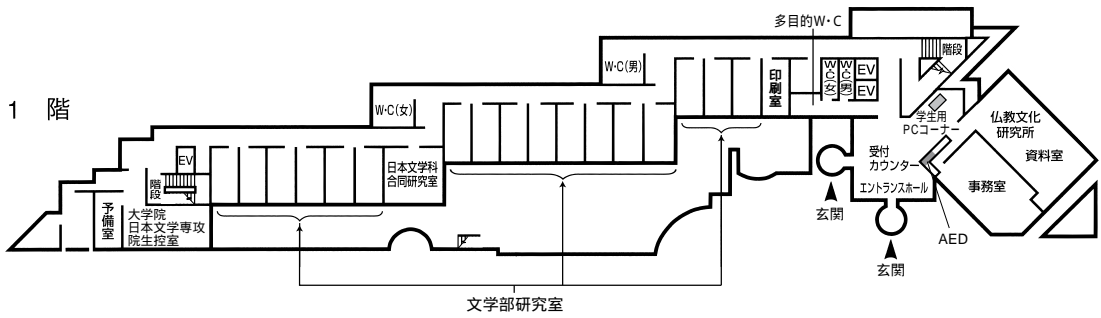 1 階
多目的W・C
W・C(男)
W・C(女)
印刷室
W・C(女)
W・C(男)
EV
EV
階段
学生用
PCコーナー
仏教文化
研究所
資料室
受付
カウンター
事務室
エントランスホール
玄関
AED
玄関
EV
階段
日本文学科
合同研究室
予備室
大学院
日本文学専攻
院生控室
文学部研究室